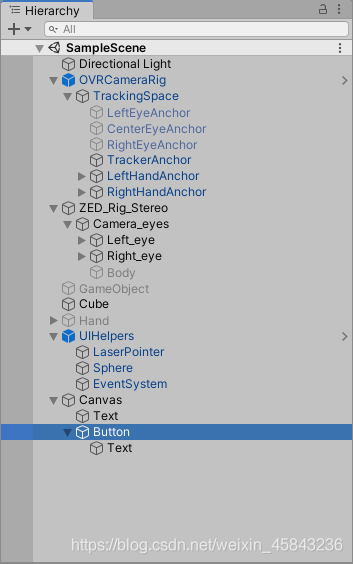 Hierarchy
All
SampleScene
Directional Light
OVRCameraRig
TrackingSpace
LeftEyeAnchor
CenterEyeAnchor
RightEyeAnchor
TrackerAnchor
LeftHandAnchor
RightHandAnchor
ZED_Rig_Stereo
Camera_eyes
Left_eye
Right_eye
Body
GameObject
Cube
Hand
UIHelpers
LaserPointer
Sphere
EventSystem
Canvas
Text
Button
Text
https://blog.csdn.net/weixin_45843236